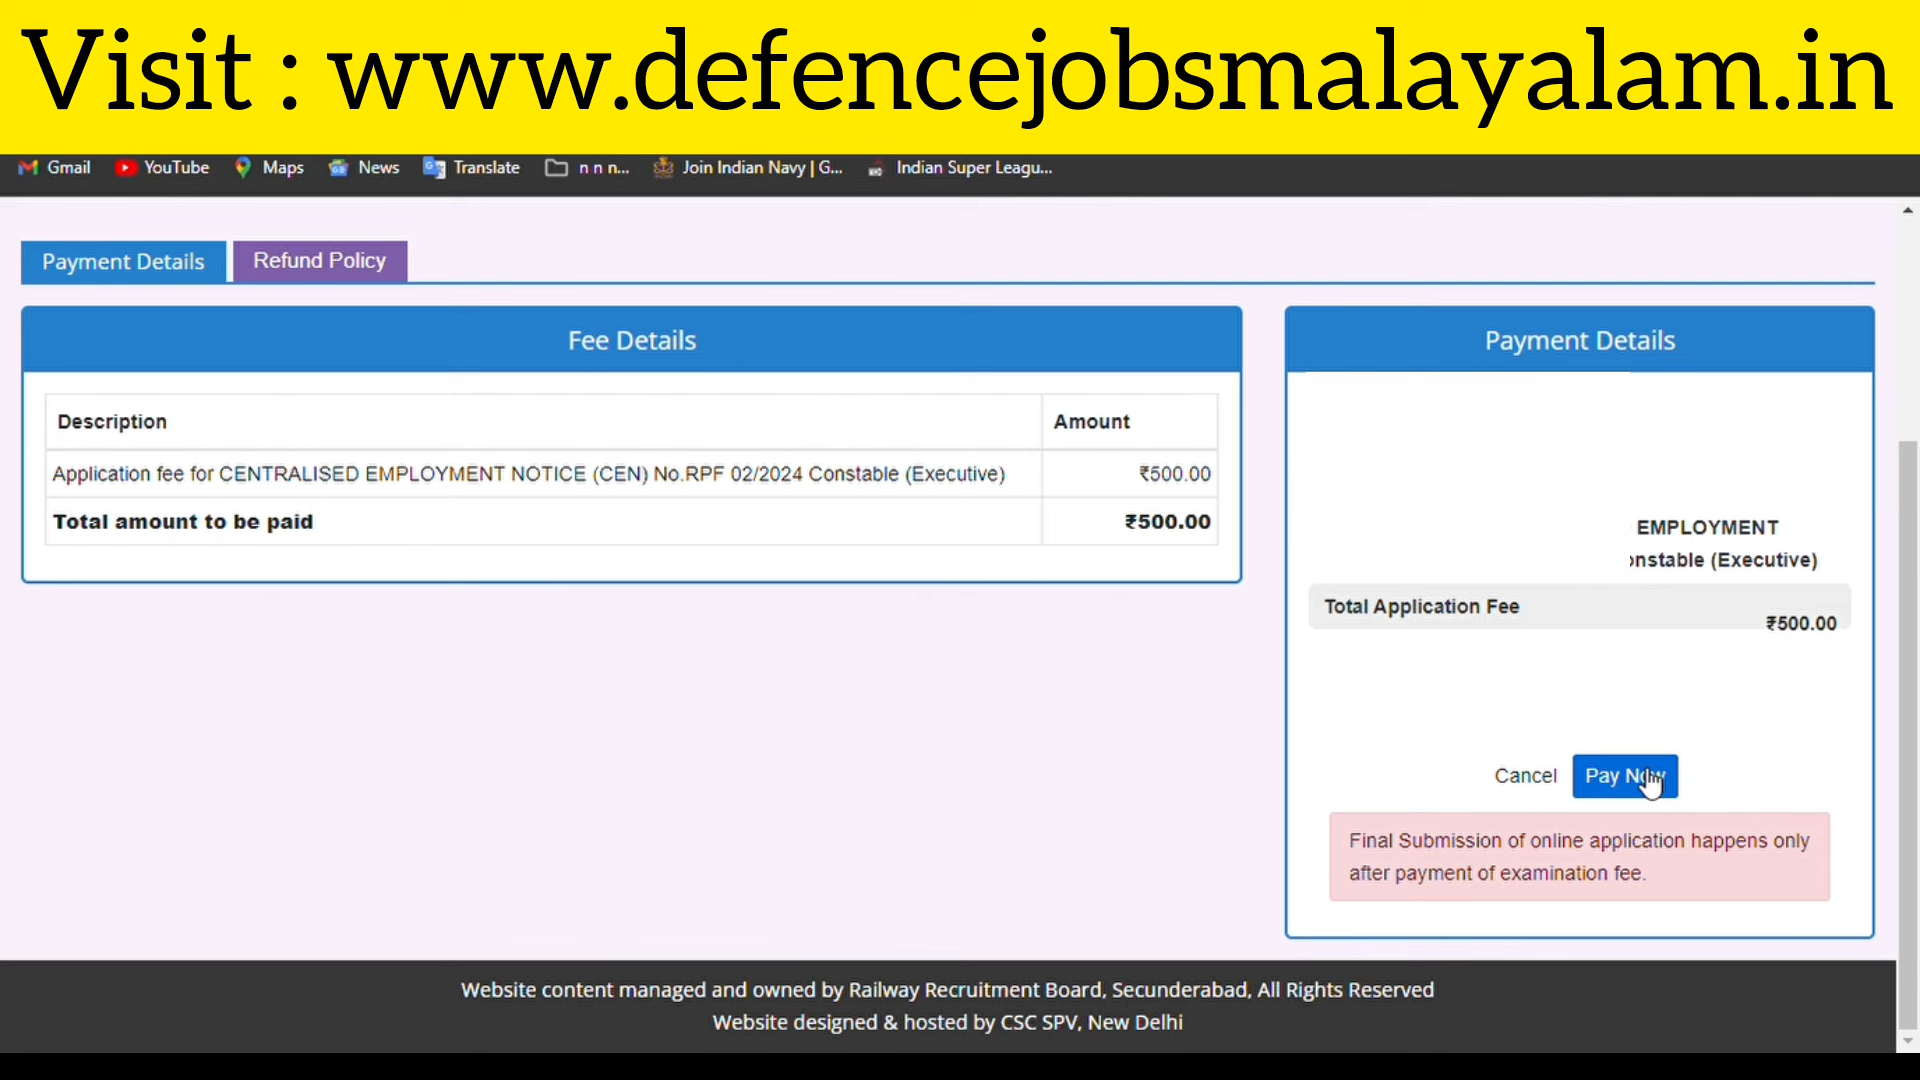 Visit : www.defencejobsmalayalam.in
Gmail YouTube Maps News Translate n n n... Join Indian Navy | G... Indian Super Leagu...
Payment Details Refund Policy
Fee Details
Description Amount
Application fee for CENTRALISED EMPLOYMENT NOTICE (CEN) No.RPF 02/2024 Constable (Executive) ₹500.00
Total amount to be paid ₹500.00
Payment Details
EMPLOYMENT
onstable (Executive)
Total Application Fee
₹500.00
Cancel Pay Now
Final Submission of online application happens only
after payment of examination fee.
Website content managed and owned by Railway Recruitment Board, Secunderabad, All Rights Reserved
Website designed & hosted by CSC SPV, New Delhi